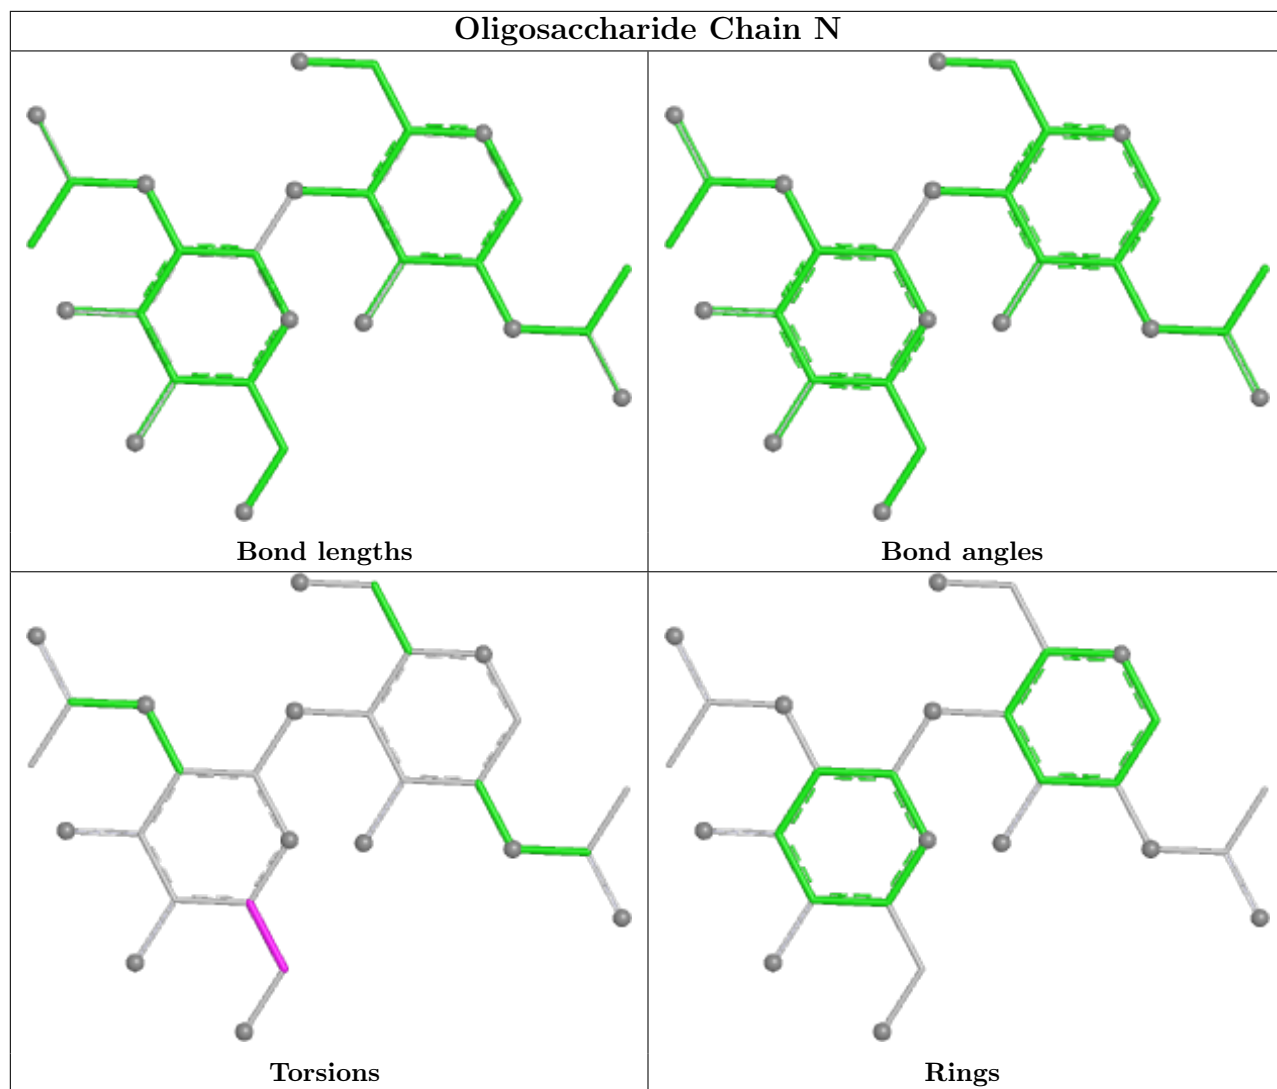 Oligosaccharide Chain N
Bond lengths
Bond angles
Torsions
Rings